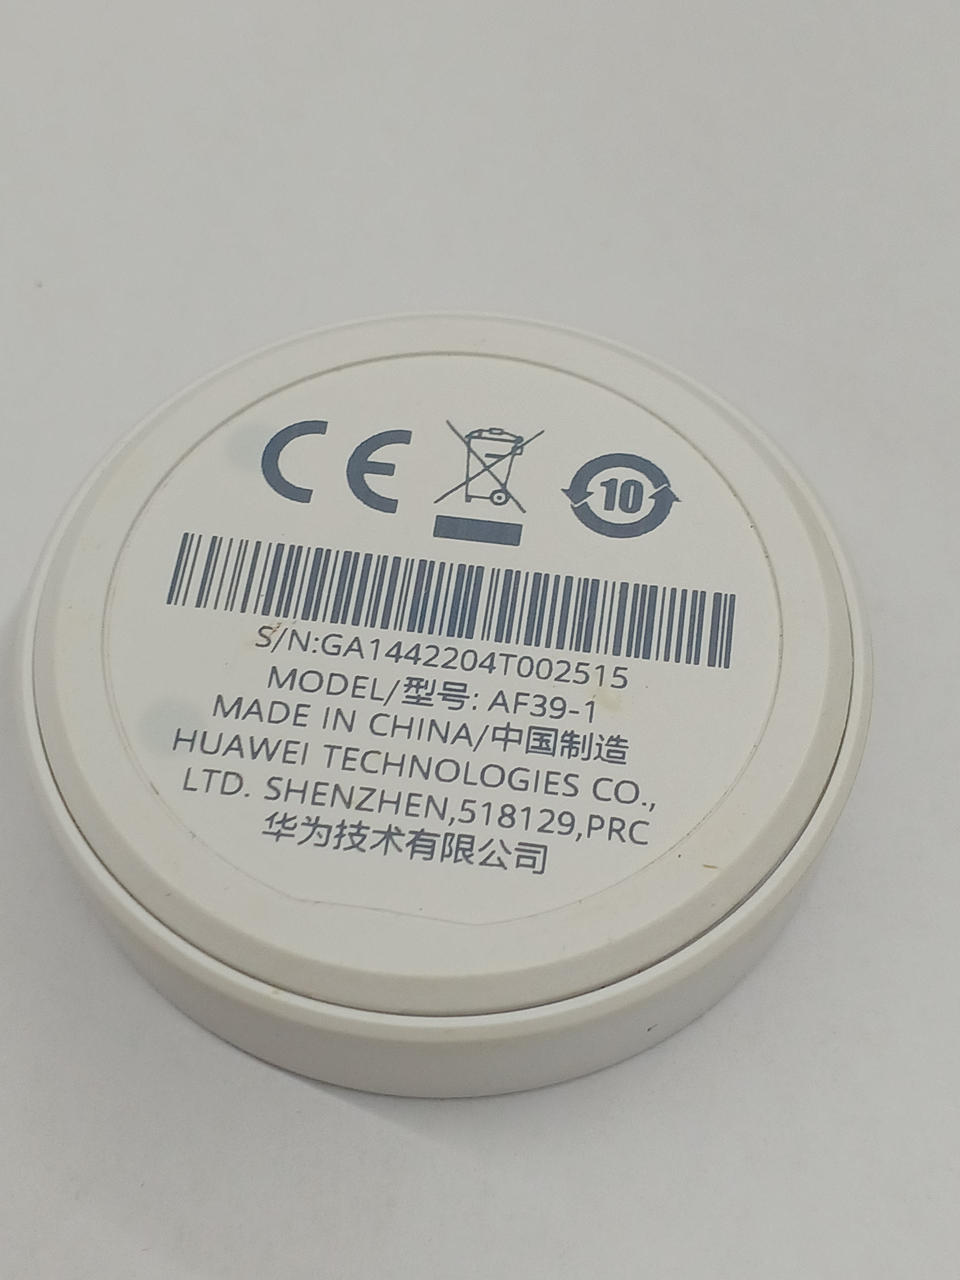 CE
10
S/N:GA1442204T002515
MODEL/型号: AF39-1
MADE IN CHINA/中国制造
HUAWEI TECHNOLOGIES CO.,
LTD. SHENZHEN,518129,PRC
华为技术有限公司